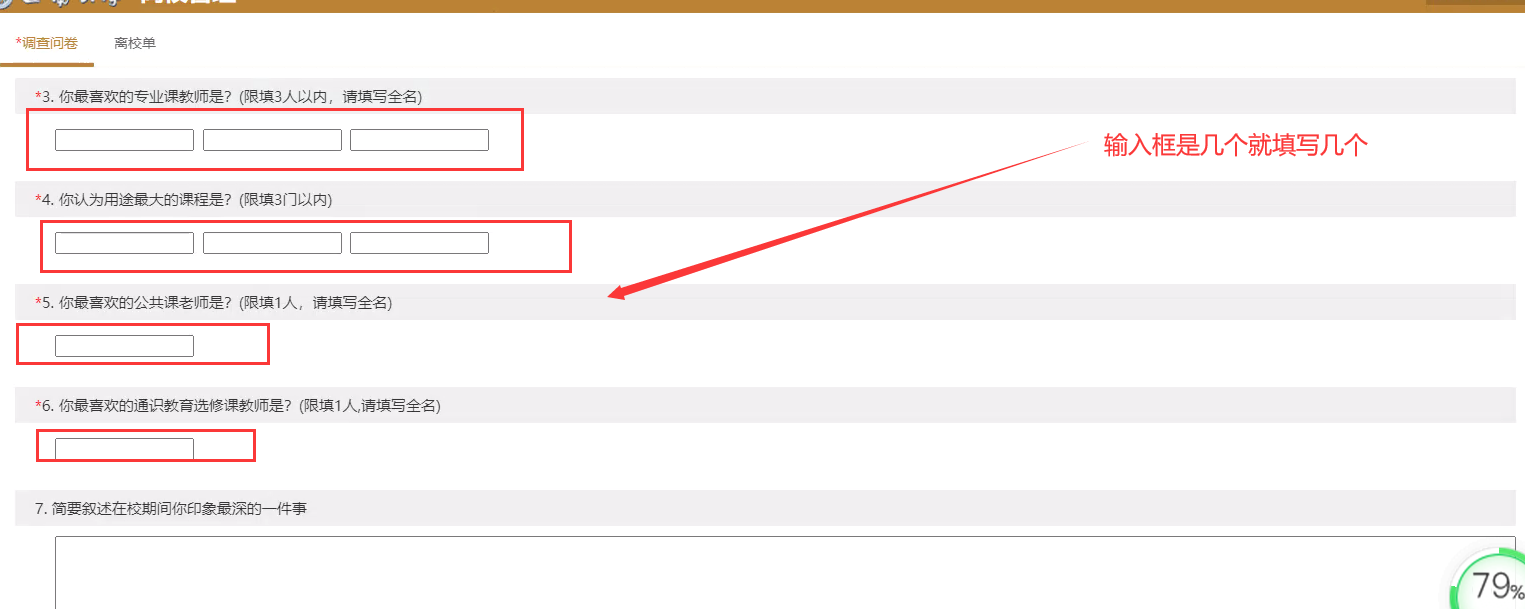 *调查问卷 离校单
*3. 你最喜欢的专业课教师是？(限填3人以内，请填写全名)
输入框是几个就填写几个
*4. 你认为用途最大的课程是？(限填3门以内)
*5. 你最喜欢的公共课老师是？(限填1人，请填写全名)
*6. 你最喜欢的通识教育选修课教师是？(限填1人,请填写全名)
7. 简要叙述在校期间你印象最深的一件事
79%